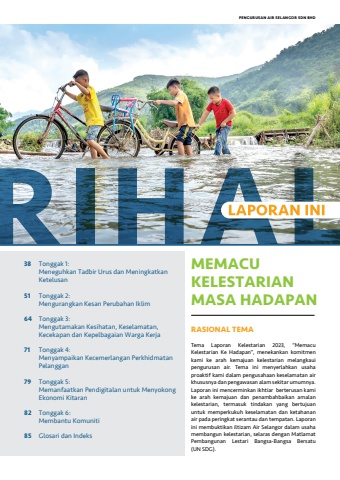 PENGURUSAN AIR SELANGOR SDN BHD
RIHAL
LAPORAN INI
38 Tonggak 1:
Meneguhkan Tadbir Urus dan Meningkatkan
Ketelusan
51 Tonggak 2:
Mengurangkan Kesan Perubahan Iklim
64 Tonggak 3:
Mengutamakan Kesihatan, Keselamatan,
Kecekapan dan Kepelbagaian Warga Kerja
71 Tonggak 4:
Menyampaikan Kecemerlangan Perkhidmatan
Pelanggan
79 Tonggak 5:
Memanfaatkan Pendigitalan untuk Menyokong
Ekonomi Kitaran
82 Tonggak 6:
Membantu Komuniti
85 Glosari dan Indeks
MEMACU
KELESTARIAN
MASA HADAPAN
RASIONAL TEMA
Tema Laporan Kelestarian 2023, "Memacu
Kelestarian Ke Hadapan", menekankan komitmen
kami ke arah kemajuan kelestarian melangkaui
pengurusan air. Tema ini menyerlahkan usaha
proaktif kami dalam pengusahaan keselamatan air
khususnya dan pengawasan alam sekitar umumnya.
Laporan ini mencerminkan ikhtiar berterusan kami
ke arah kemajuan dan penambahbaikan amalan
kelestarian, termasuk tindakan yang bertujuan
untuk memperkukuh keselamatan dan ketahanan
air pada peringkat serantau dan tempatan. Laporan
ini membuktikan iltizam Air Selangor dalam usaha
membangun kelestarian, selaras dengan Matlamat
Pembangunan Lestari Bangsa-Bangsa Bersatu
(UN SDG).